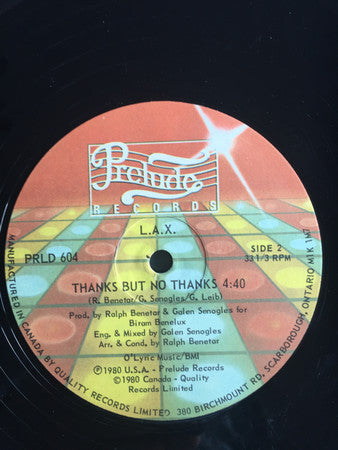 Prelude
RECORDS
L.A.X.
PRLD 604
SIDE 2
33 1/3 RPM
THANKS BUT NO THANKS 4:40
(R. Benetar/G. Senogles/G. Leib)
Prod. by Ralph Benetar & Galen Senogles for
Biram Benelux
Eng. & Mixed by Galen Senogles
Arr. & Cond. by Ralph Benetar
O'Lyric Music/BMI
Ⓟ1980 U.S.A. - Prelude Records
©1980 Canada - Quality
Records Limited
MANUFACTURED IN CANADA BY QUALITY RECORDS LIMITED 380 BIRCHMOUNT RD, SCARBOROUGH, ONTARIO M1K 1M7